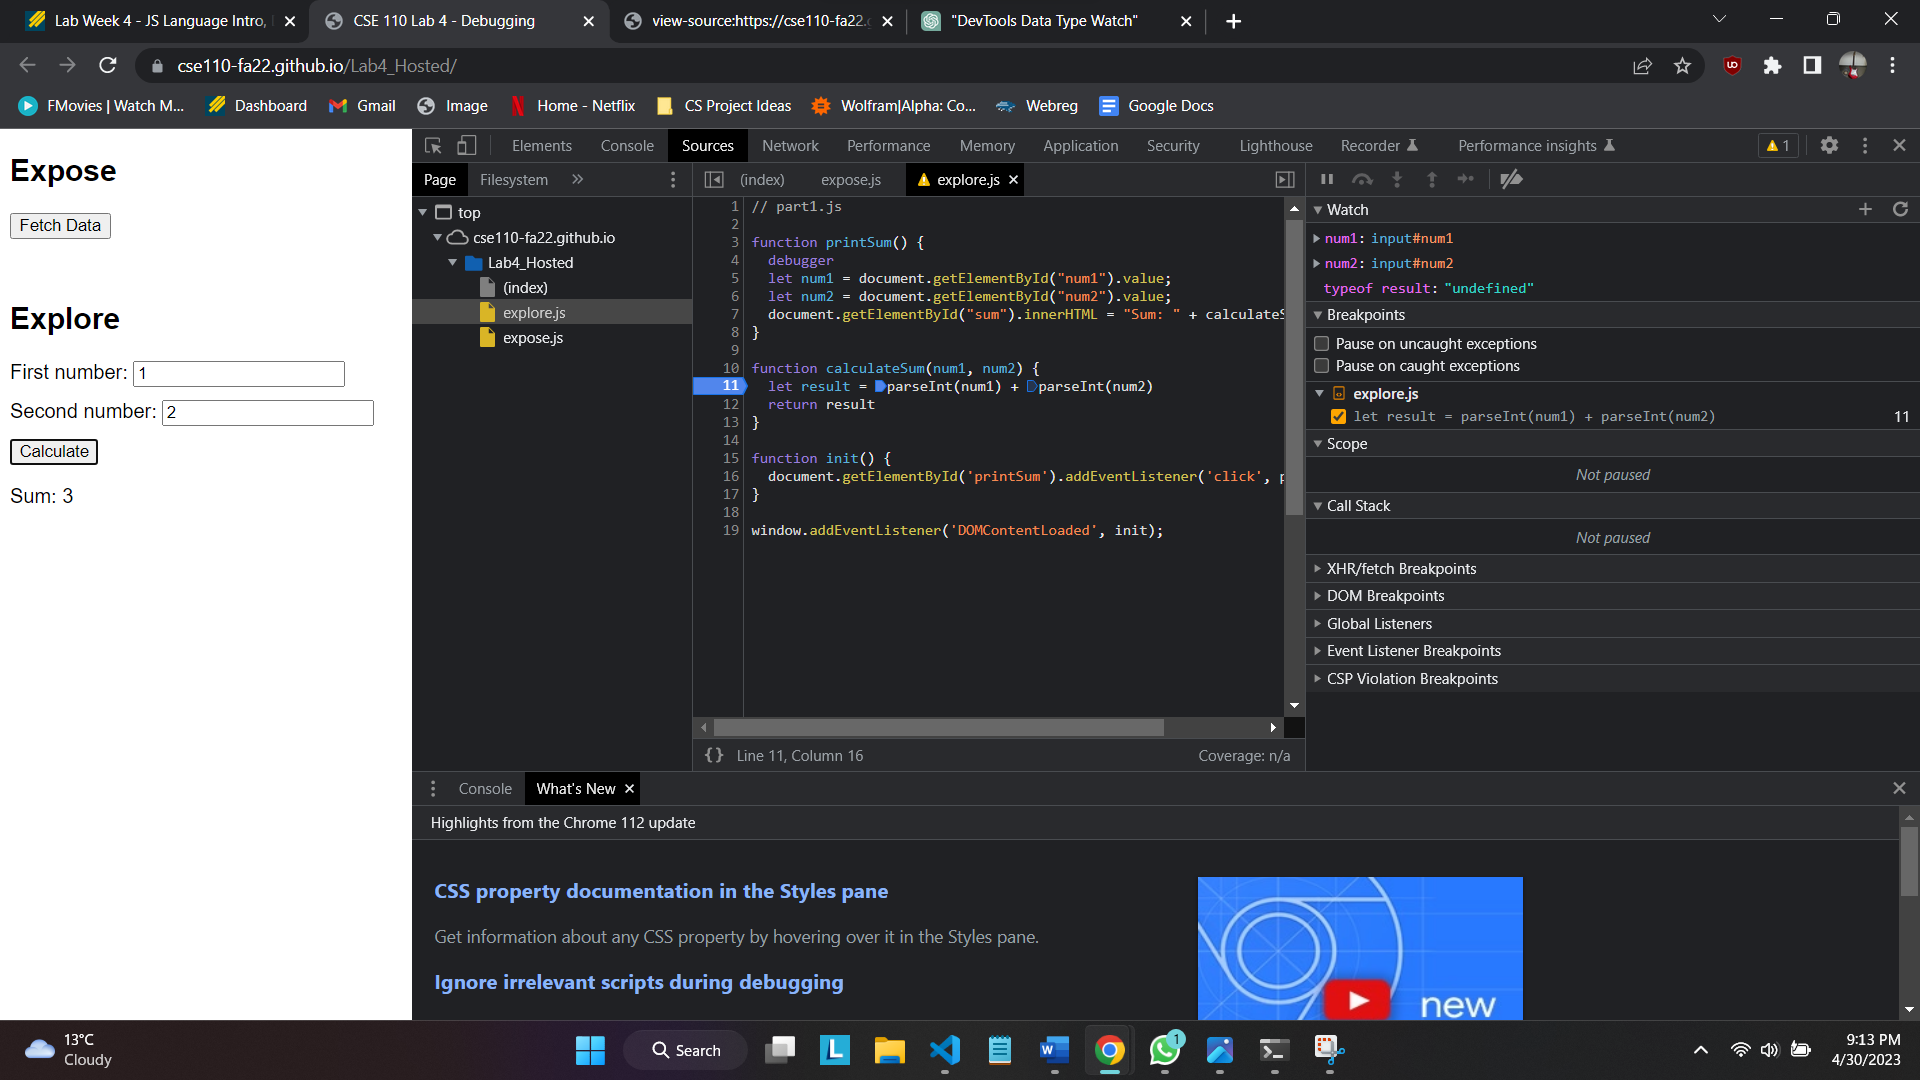 Lab Week 4 - JS Language Intro,
CSE 110 Lab 4 - Debugging
view-source:https://cse110-fa22.
"DevTools Data Type Watch"
cse110-fa22.github.io/Lab4_Hosted/
FMovies | Watch M...
Dashboard
Gmail
Image
Home - Netflix
CS Project Ideas
Wolfram|Alpha: Co...
Webreg
Google Docs
Expose
Fetch Data
Explore
First number: 1
Second number: 2
Calculate
Sum: 3
Elements Console Sources Network Performance Memory Application Security Lighthouse Recorder Performance insights 1
Page Filesystem
top
cse110-fa22.github.io
Lab4_Hosted
(index)
explore.js
expose.js
(index) expose.js explore.js
1 // part1.js
2
3 function printSum() {
4 debugger
5 let num1 = document.getElementById("num1").value;
6 let num2 = document.getElementById("num2").value;
7 document.getElementById("sum").innerHTML = "Sum: " + calculateS
8 }
9
10 function calculateSum(num1, num2) {
11 let result = parseInt(num1) + parseInt(num2)
12 return result
13 }
14
15 function init() {
16 document.getElementById('printSum').addEventListener('click', p
17 }
18
19 window.addEventListener('DOMContentLoaded', init);
{} Line 11, Column 16
Coverage: n/a
Watch
num1: input#num1
num2: input#num2
typeof result: "undefined"
Breakpoints
Pause on uncaught exceptions
Pause on caught exceptions
explore.js
let result = parseInt(num1) + parseInt(num2) 11
Scope
Not paused
Call Stack
Not paused
XHR/fetch Breakpoints
DOM Breakpoints
Global Listeners
Event Listener Breakpoints
CSP Violation Breakpoints
Console What's New
Highlights from the Chrome 112 update
CSS property documentation in the Styles pane
Get information about any CSS property by hovering over it in the Styles pane.
Ignore irrelevant scripts during debugging
new
13°C
Cloudy
Search
1
9:13 PM
4/30/2023